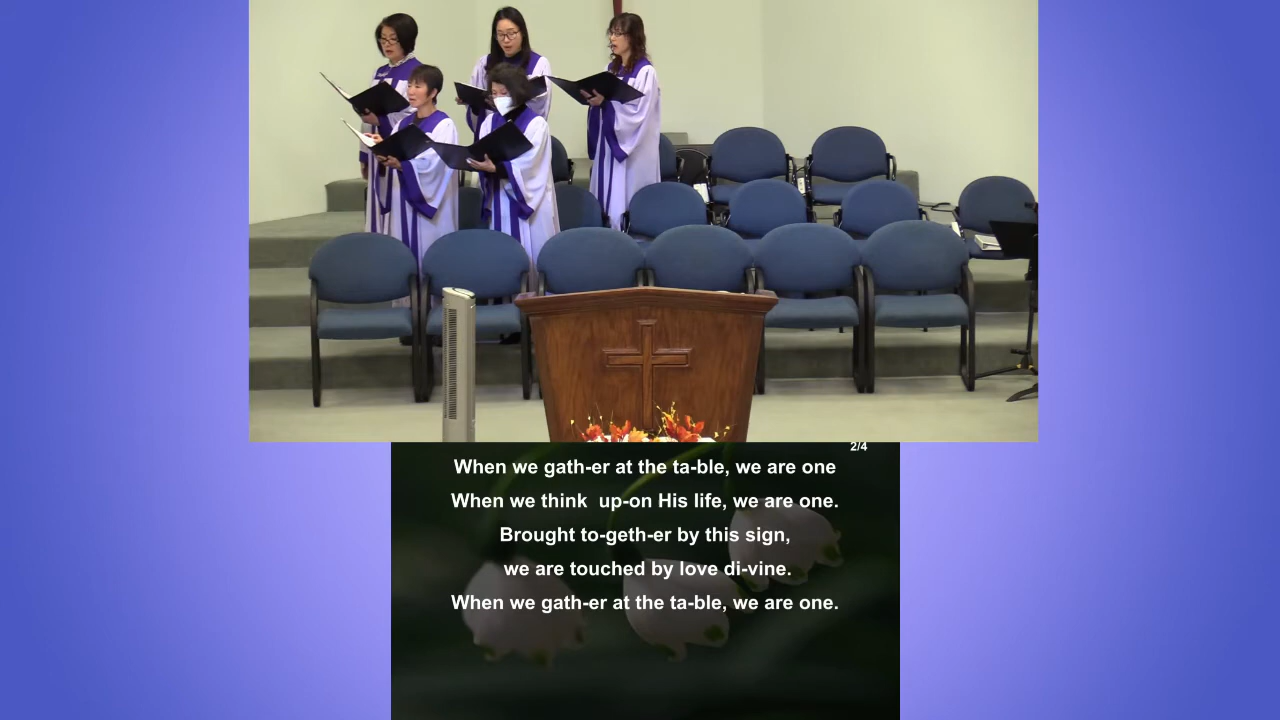 2/4
When we gath-er at the ta-ble, we are one
When we think  up-on His life, we are one.
Brought to-geth-er by this sign,
we are touched by love di-vine.
When we gath-er at the ta-ble, we are one.